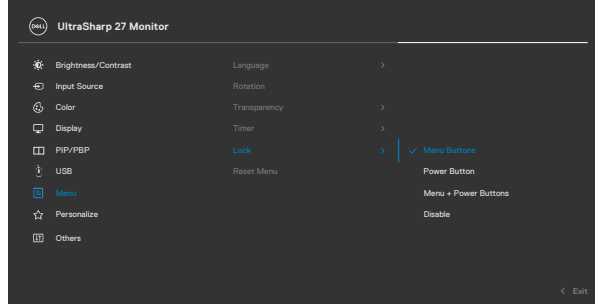 DELL UltraSharp 27 Monitor
Brightness/Contrast Language
Input Source Rotation
Color Transparency
Display Timer
PIP/PBP Lock Menu Buttons
USB Reset Menu Power Button
Menu Menu + Power Buttons
Personalize Disable
Others
Exit